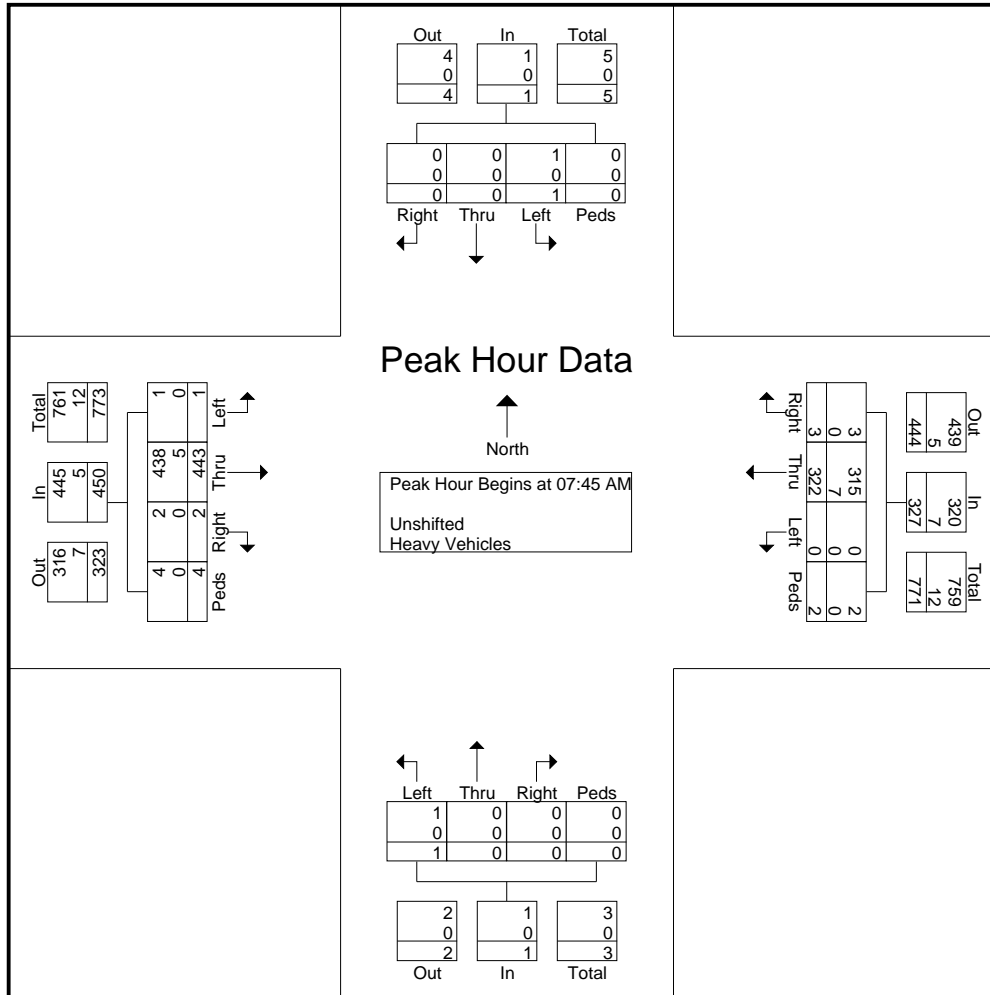 Out In Total
4 1 5
0 0 0
4 1 5
0 0 1 0
0 0 0 0
0 0 1 0
Right Thru Left Peds
Peak Hour Data
North
Peak Hour Begins at 07:45 AM
Unshifted
Heavy Vehicles
Total
761
12
773
In
445
5
450
Out
316
7
323
Left
1
0
1
Thru
438
5
443
Right
2
0
2
Peds
4
0
4
Right
3
0
3
Thru
315
7
322
Left
0
0
0
Peds
2
0
2
Out
439
5
444
In
320
7
327
Total
759
12
771
Left Thru Right Peds
1 0 0 0
0 0 0 0
1 0 0 0
2 1 3
0 0 0
2 1 3
Out In Total